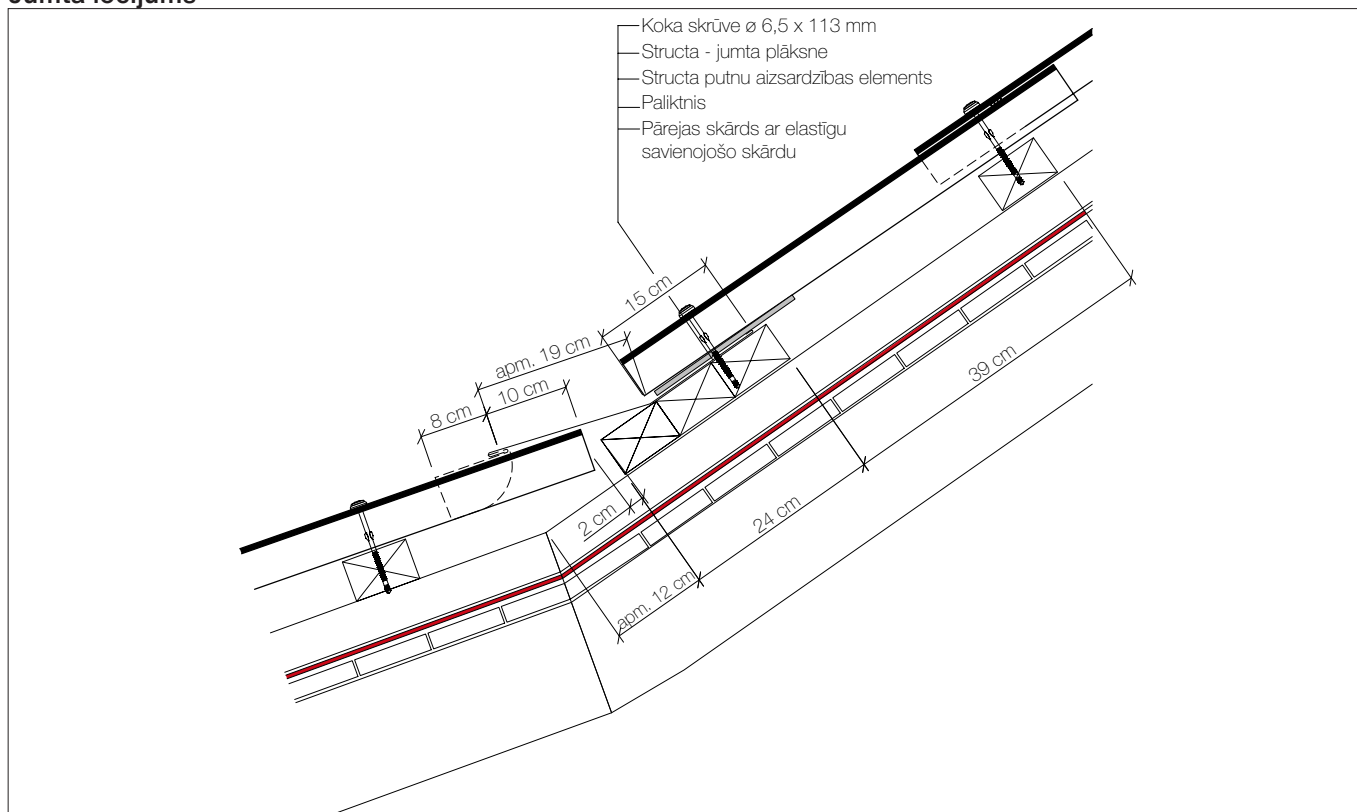 Jumta locījums
Koka skrūve ø 6,5 x 113 mm
Structa - jumta plāksne
Structa putnu aizsardzības elements
Paliktnis
Pārejas skārds ar elastīgu
savienojošo skārdu
15 cm
apm. 19 cm
10 cm
8 cm
39 cm
2 cm
24 cm
apm. 12 cm